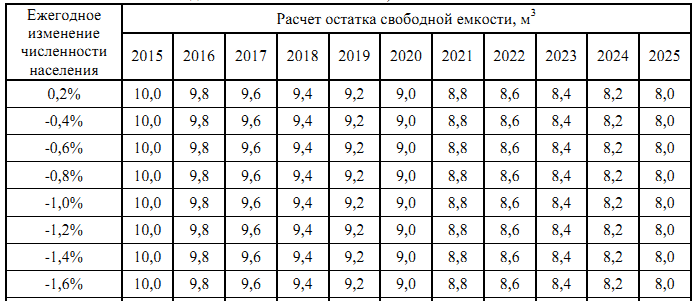 Ежегодное изменение численности населения | Расчет остатка свободной емкости, м³
2015 | 2016 | 2017 | 2018 | 2019 | 2020 | 2021 | 2022 | 2023 | 2024 | 2025
0,2% | 10,0 | 9,8 | 9,6 | 9,4 | 9,2 | 9,0 | 8,8 | 8,6 | 8,4 | 8,2 | 8,0
-0,4% | 10,0 | 9,8 | 9,6 | 9,4 | 9,2 | 9,0 | 8,8 | 8,6 | 8,4 | 8,2 | 8,0
-0,6% | 10,0 | 9,8 | 9,6 | 9,4 | 9,2 | 9,0 | 8,8 | 8,6 | 8,4 | 8,2 | 8,0
-0,8% | 10,0 | 9,8 | 9,6 | 9,4 | 9,2 | 9,0 | 8,8 | 8,6 | 8,4 | 8,2 | 8,0
-1,0% | 10,0 | 9,8 | 9,6 | 9,4 | 9,2 | 9,0 | 8,8 | 8,6 | 8,4 | 8,2 | 8,0
-1,2% | 10,0 | 9,8 | 9,6 | 9,4 | 9,2 | 9,0 | 8,8 | 8,6 | 8,4 | 8,2 | 8,0
-1,4% | 10,0 | 9,8 | 9,6 | 9,4 | 9,2 | 9,0 | 8,8 | 8,6 | 8,4 | 8,2 | 8,0
-1,6% | 10,0 | 9,8 | 9,6 | 9,4 | 9,2 | 9,0 | 8,8 | 8,6 | 8,4 | 8,2 | 8,0